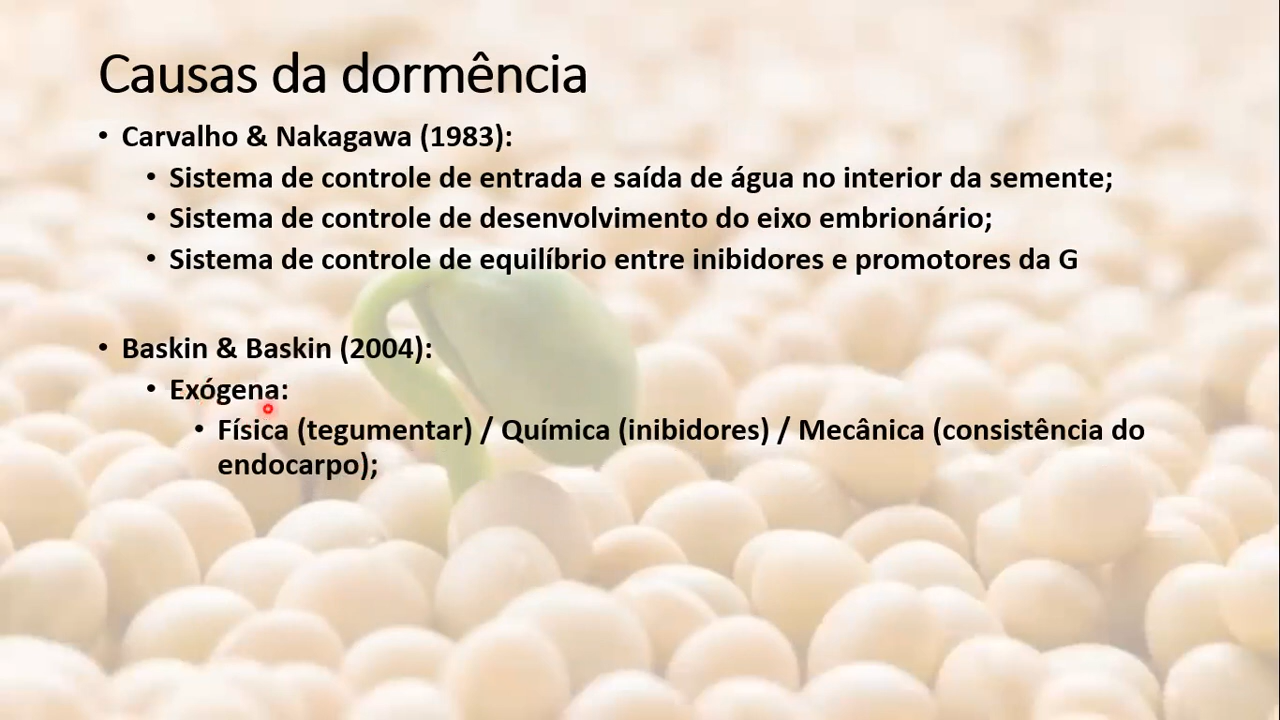 Causas da dormência
• Carvalho & Nakagawa (1983):
• Sistema de controle de entrada e saída de água no interior da semente;
• Sistema de controle de desenvolvimento do eixo embrionário;
• Sistema de controle de equilíbrio entre inibidores e promotores da G
• Baskin & Baskin (2004):
• Exógena:
• Física (tegumentar) / Química (inibidores) / Mecânica (consistência do
endocarpo);